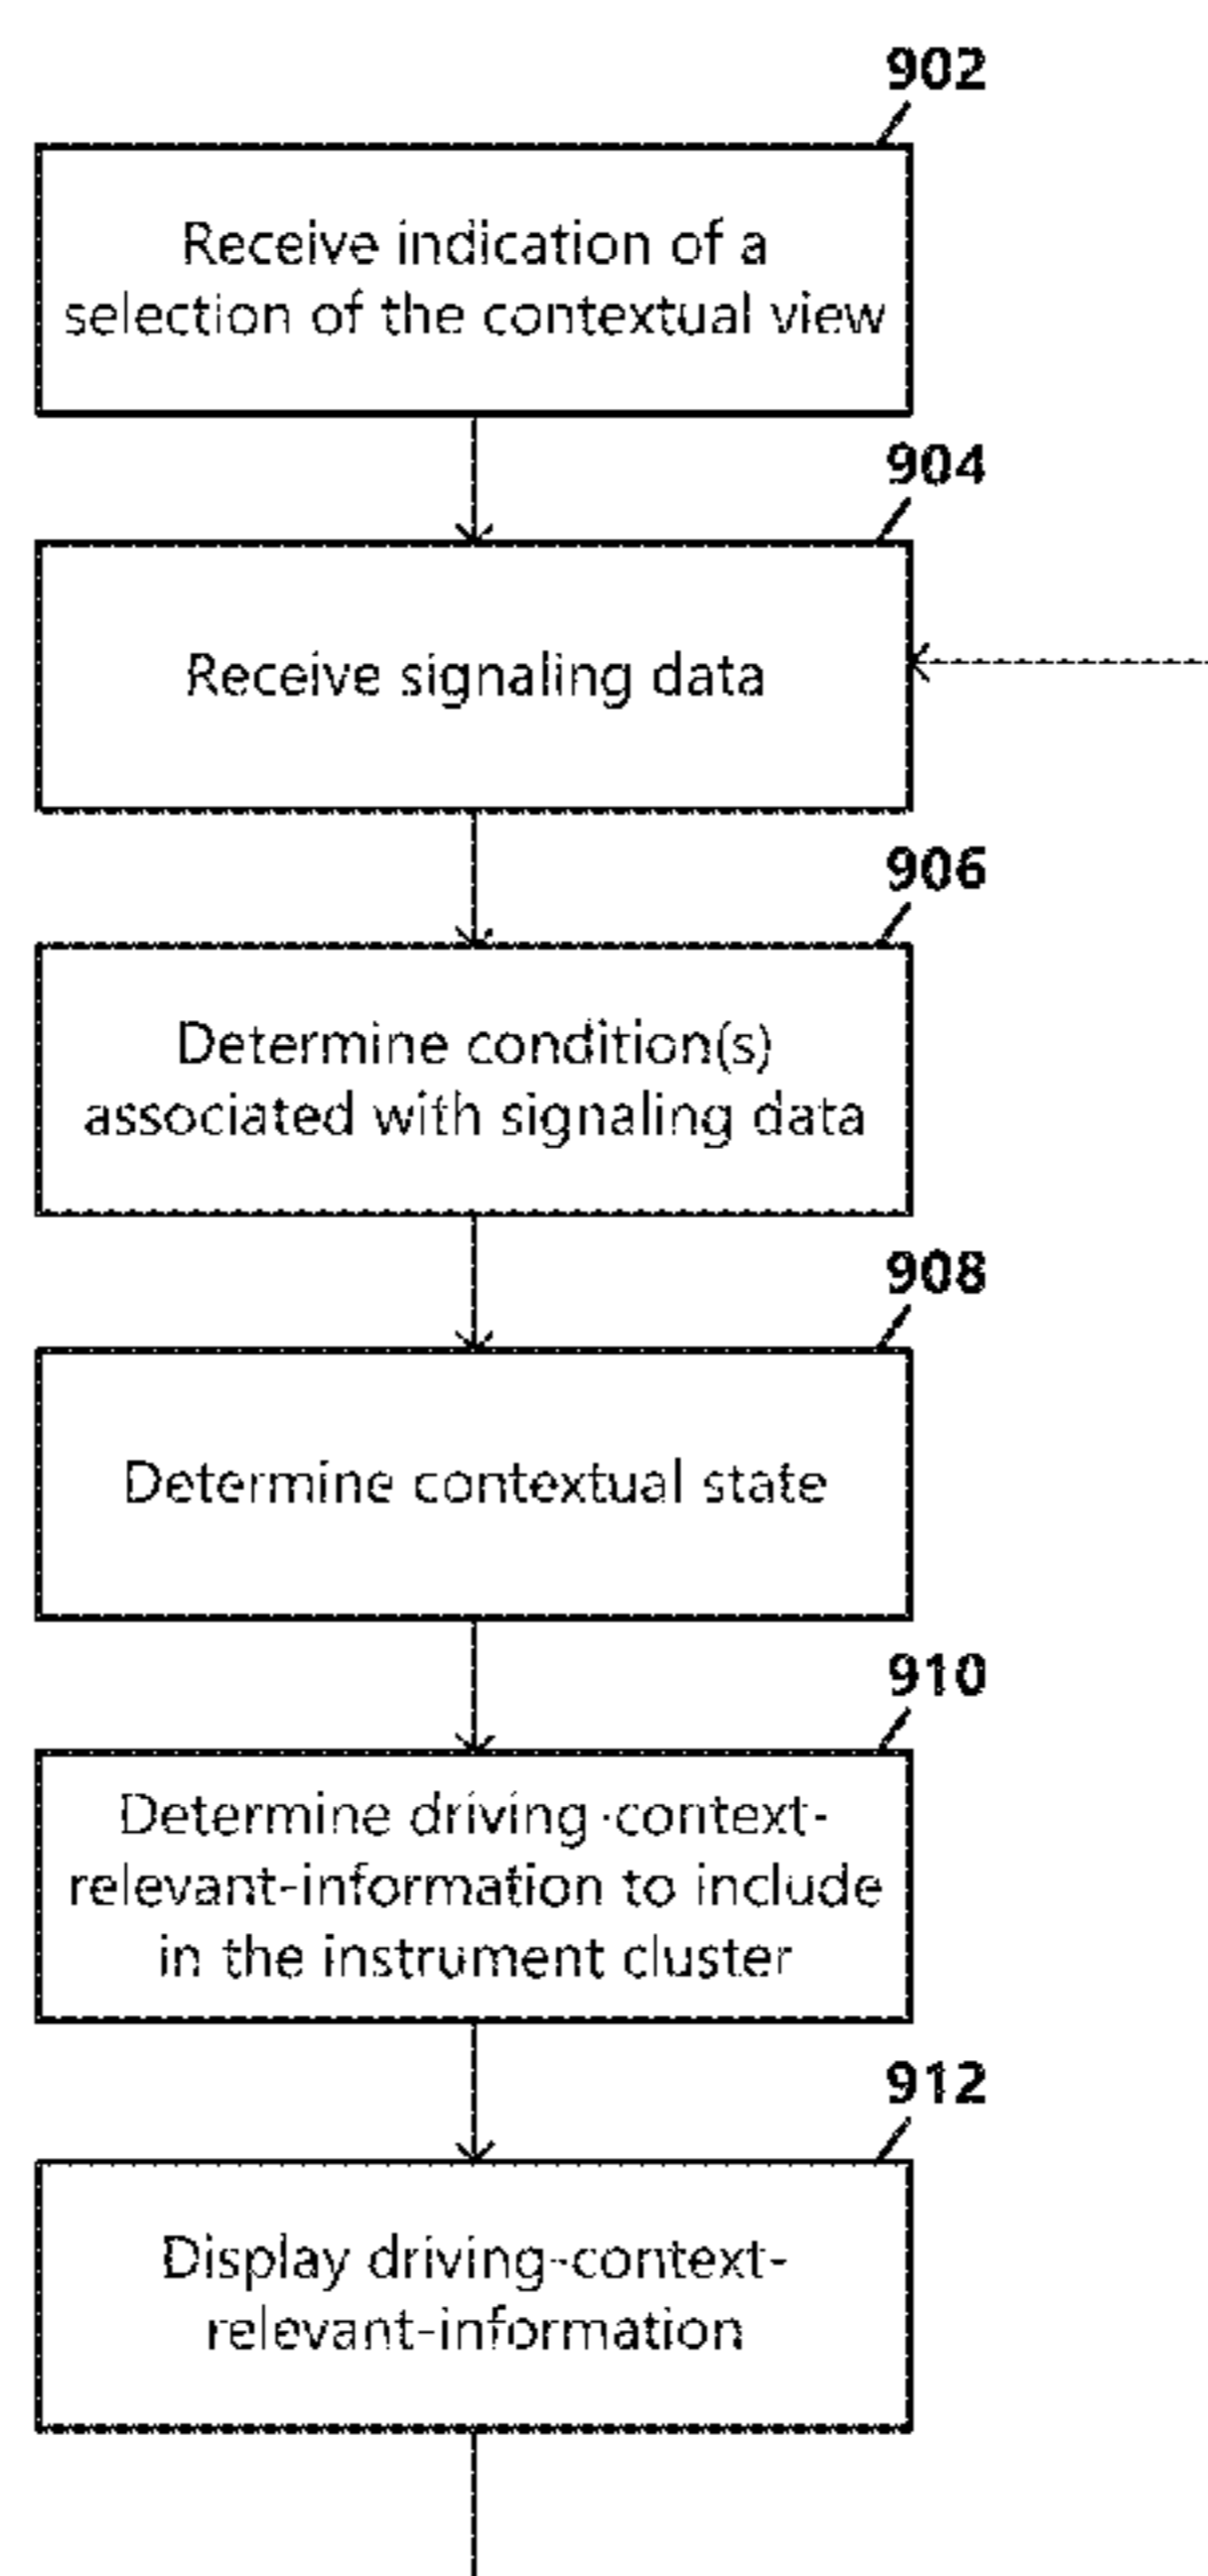 902
Receive indication of a
selection of the contextual view
904
Receive signaling data
906
Determine condition(s)
associated with signaling data
908
Determine contextual state
910
Determine driving-context-
relevant-information to include
in the instrument cluster
912
Display driving-context-
relevant-information